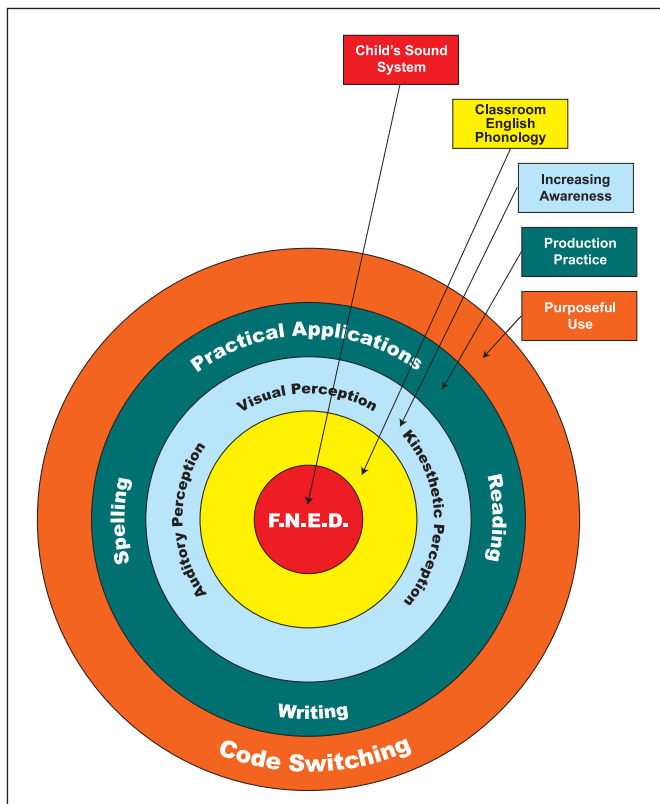 Child's Sound
System
Classroom
English
Phonology
Increasing
Awareness
Production
Practice
Purposeful
Use
Practical Applications
Visual Perception
Auditory Perception
Kinesthetic Perception
Spelling
Reading
F.N.E.D.
Writing
Code Switching